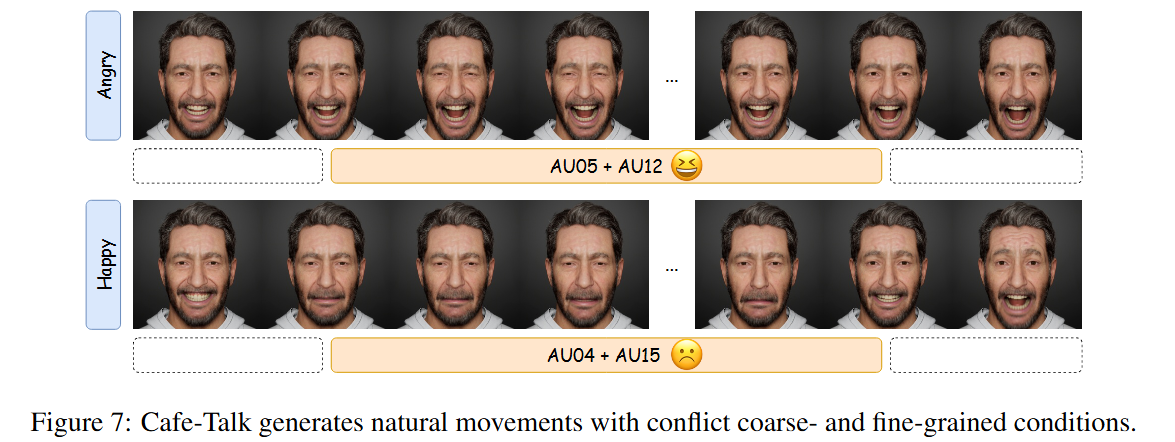 Angry
...
AU05 + AU12
Happy
...
AU04 + AU15
Figure 7: Cafe-Talk generates natural movements with conflict coarse- and fine-grained conditions.